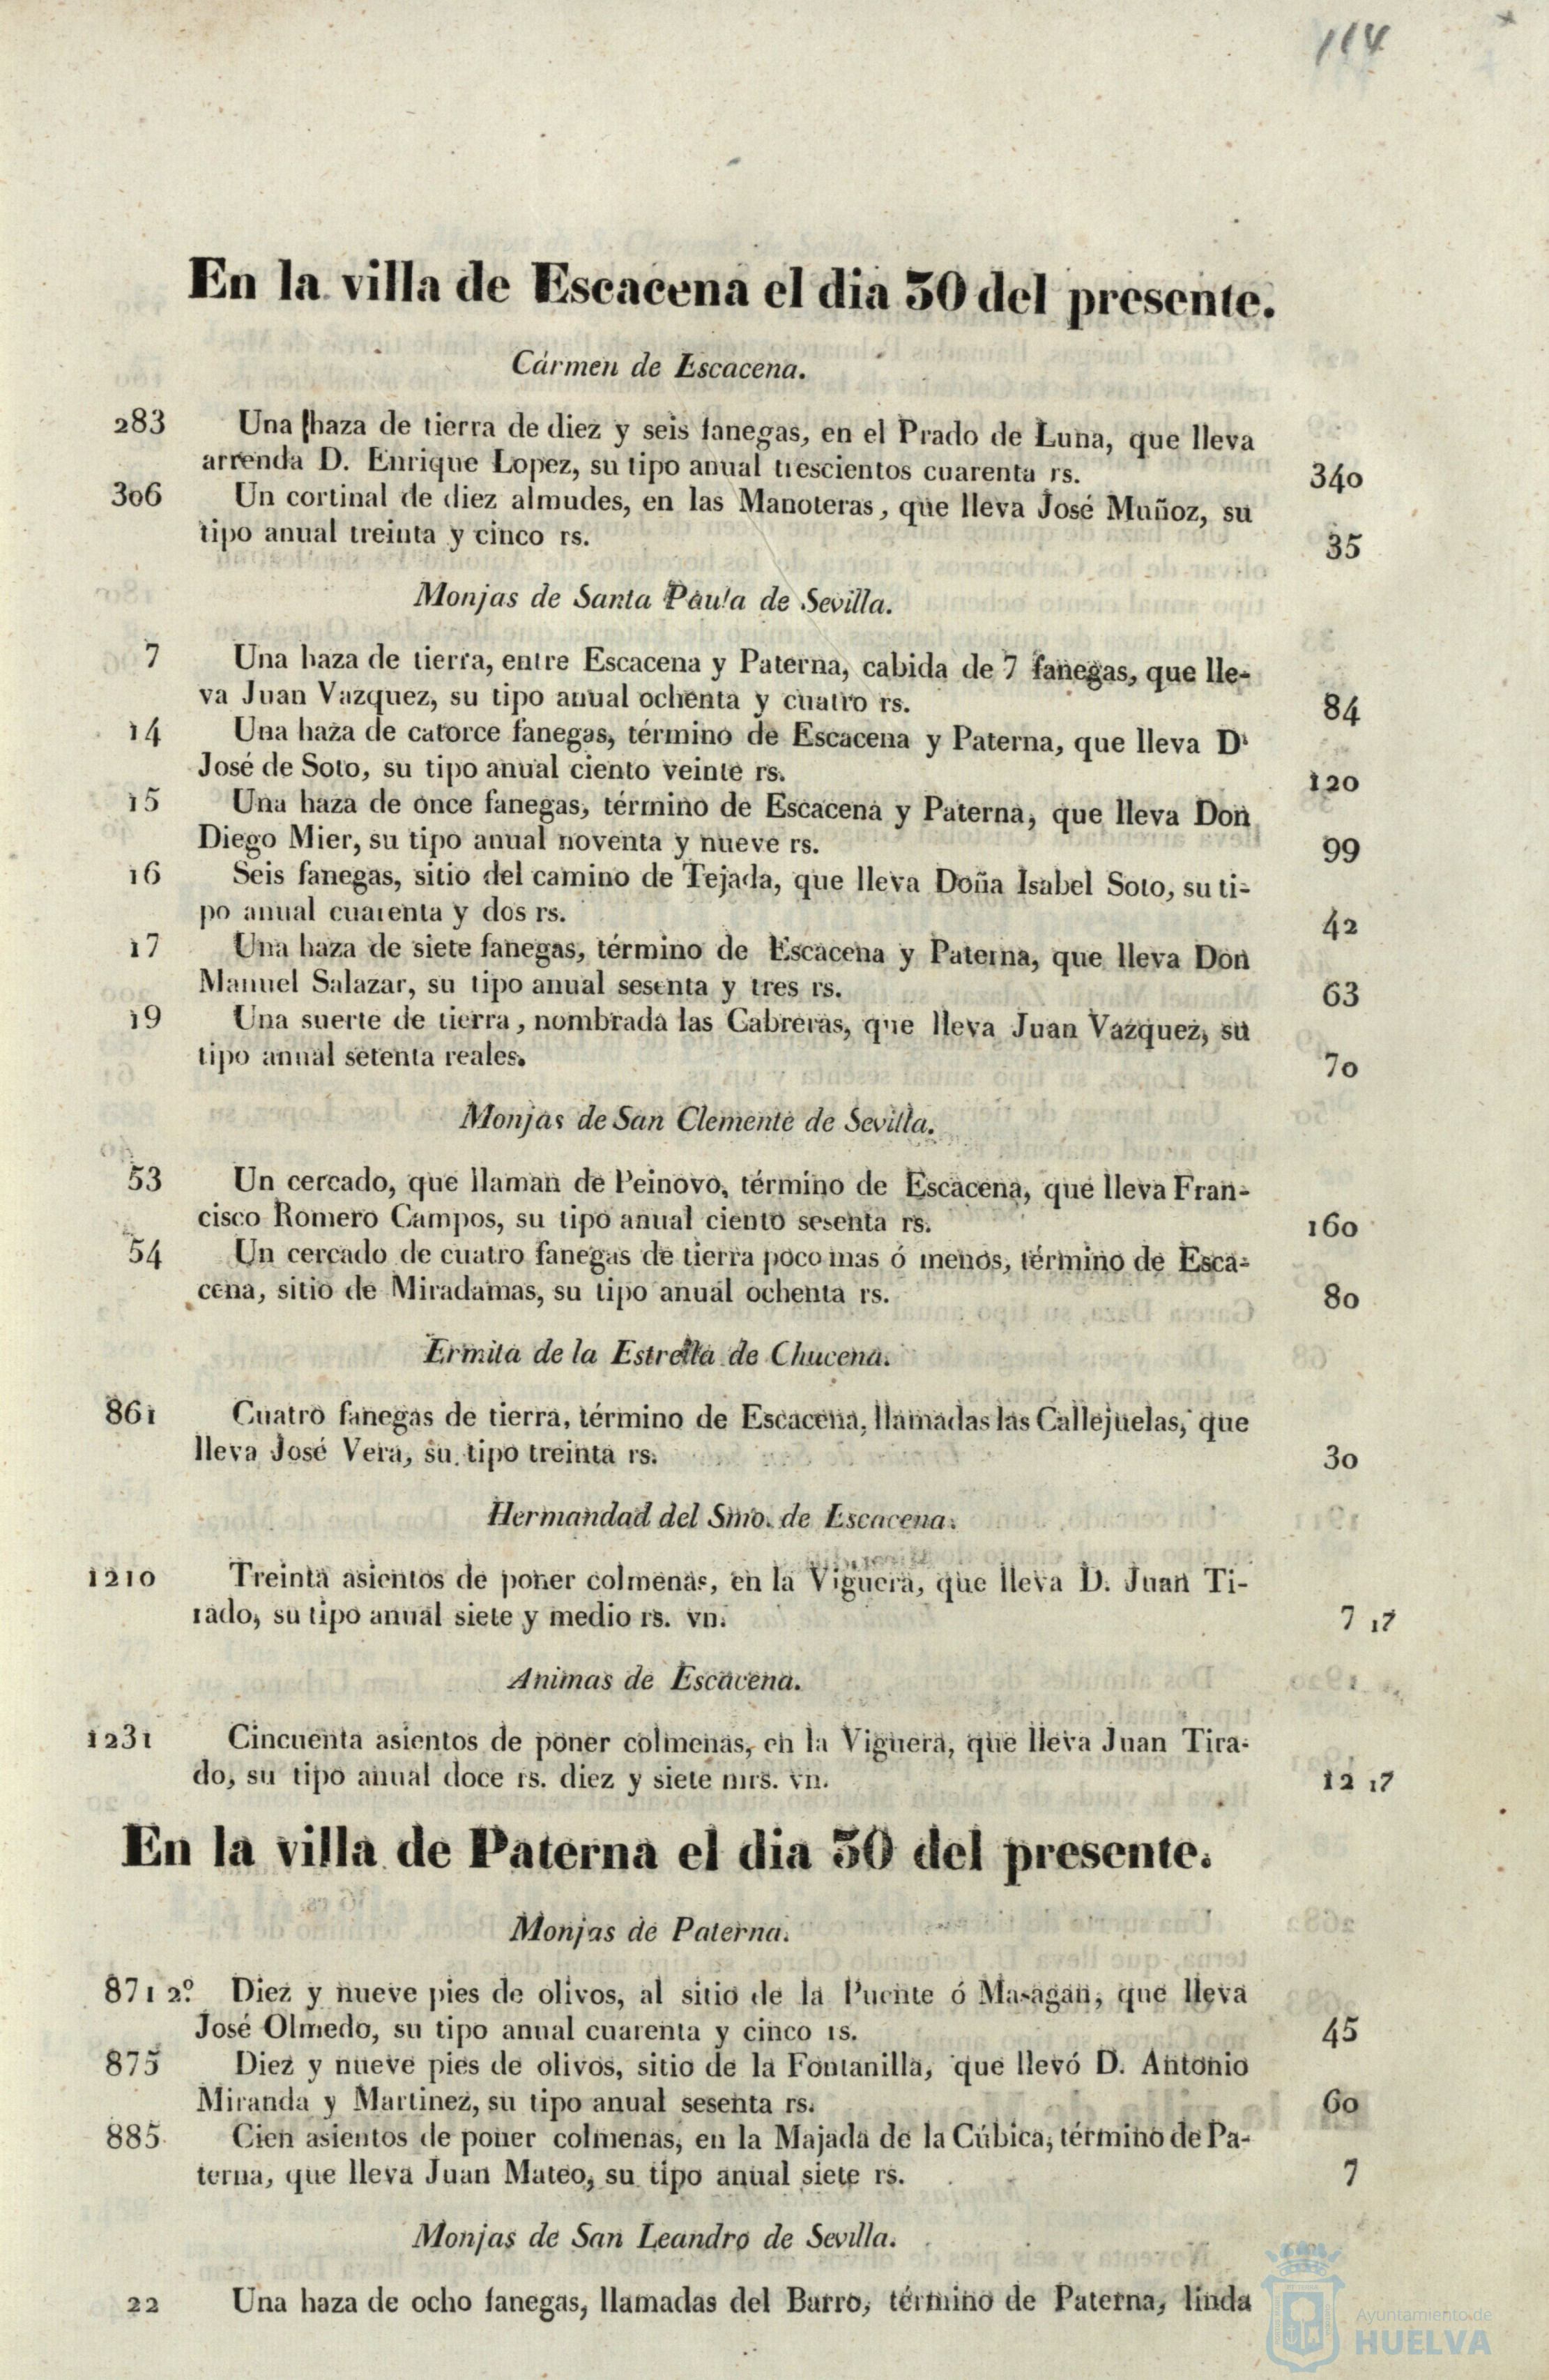 114
En la villa de Escacena el dia 30 del presente.
Cármen de Escacena.
283 Una haza de tierra de diez y seis fanegas, en el Prado de Luna, que lleva
arrenda D. Enrique Lopez, su tipo anual trescientos cuarenta rs. 340
306 Un cortinal de diez almudes, en las Manoteras, que lleva José Muñoz, su
tipo anual treinta y cinco rs. 35
Monjas de Santa Paula de Sevilla.
7 Una haza de tierra, entre Escacena y Paterna, cabida de 7 fanegas, que lle-
va Juan Vazquez, su tipo anual ochenta y cuatro rs. 84
14 Una haza de catorce fanegas, término de Escacena y Paterna, que lleva D.
José de Soto, su tipo anual ciento veinte rs. 120
15 Una haza de once fanegas, término de Escacena y Paterna, que lleva Don
Diego Mier, su tipo anual noventa y nueve rs. 99
16 Seis fanegas, sitio del camino de Tejada, que lleva Doña Isabel Soto, su ti-
po anual cuarenta y dos rs. 42
17 Una haza de siete fanegas, término de Escacena y Paterna, que lleva Don
Manuel Salazar, su tipo anual sesenta y tres rs. 63
19 Una suerte de tierra, nombrada las Cabreras, que lleva Juan Vazquez, su
tipo anual setenta reales. 70
Monjas de San Clemente de Sevilla.
53 Un cercado, que llaman de Peinovo, término de Escacena, que lleva Fran-
cisco Romero Campos, su tipo anual ciento sesenta rs. 160
54 Un cercado de cuatro fanegas de tierra poco mas ó menos, término de Esca-
cena, sitio de Miradamas, su tipo anual ochenta rs. 80
Ermita de la Estrella de Chucena.
861 Cuatro fanegas de tierra, término de Escacena, llamadas las Callejuelas, que
lleva José Vera, su tipo treinta rs. 30
Hermandad del Smo. de Escacena.
1210 Treinta asientos de poner colmenas, en la Viguera, que lleva D. Juan Ti-
rado, su tipo anual siete y medio rs. vn. 7 17
Animas de Escacena.
1231 Cincuenta asientos de poner colmenas, en la Viguera, que lleva Juan Tira-
do, su tipo anual doce rs. diez y siete mrs. vn. 12 17
En la villa de Paterna el dia 30 del presente.
Monjas de Paterna.
871 2º Diez y nueve pies de olivos, al sitio de la Puente ó Masagan, que lleva
José Olmedo, su tipo anual cuarenta y cinco rs. 45
875 Diez y nueve pies de olivos, sitio de la Fontanilla, que llevó D. Antonio
Miranda y Martinez, su tipo anual sesenta rs. 60
885 Cien asientos de poner colmenas, en la Majada de la Cúbica, término de Pa-
terna, que lleva Juan Mateo, su tipo anual siete rs. 7
Monjas de San Leandro de Sevilla.
22 Una haza de ocho fanegas, llamadas del Barro, término de Paterna, linda
Ayuntamiento de
HUELVA